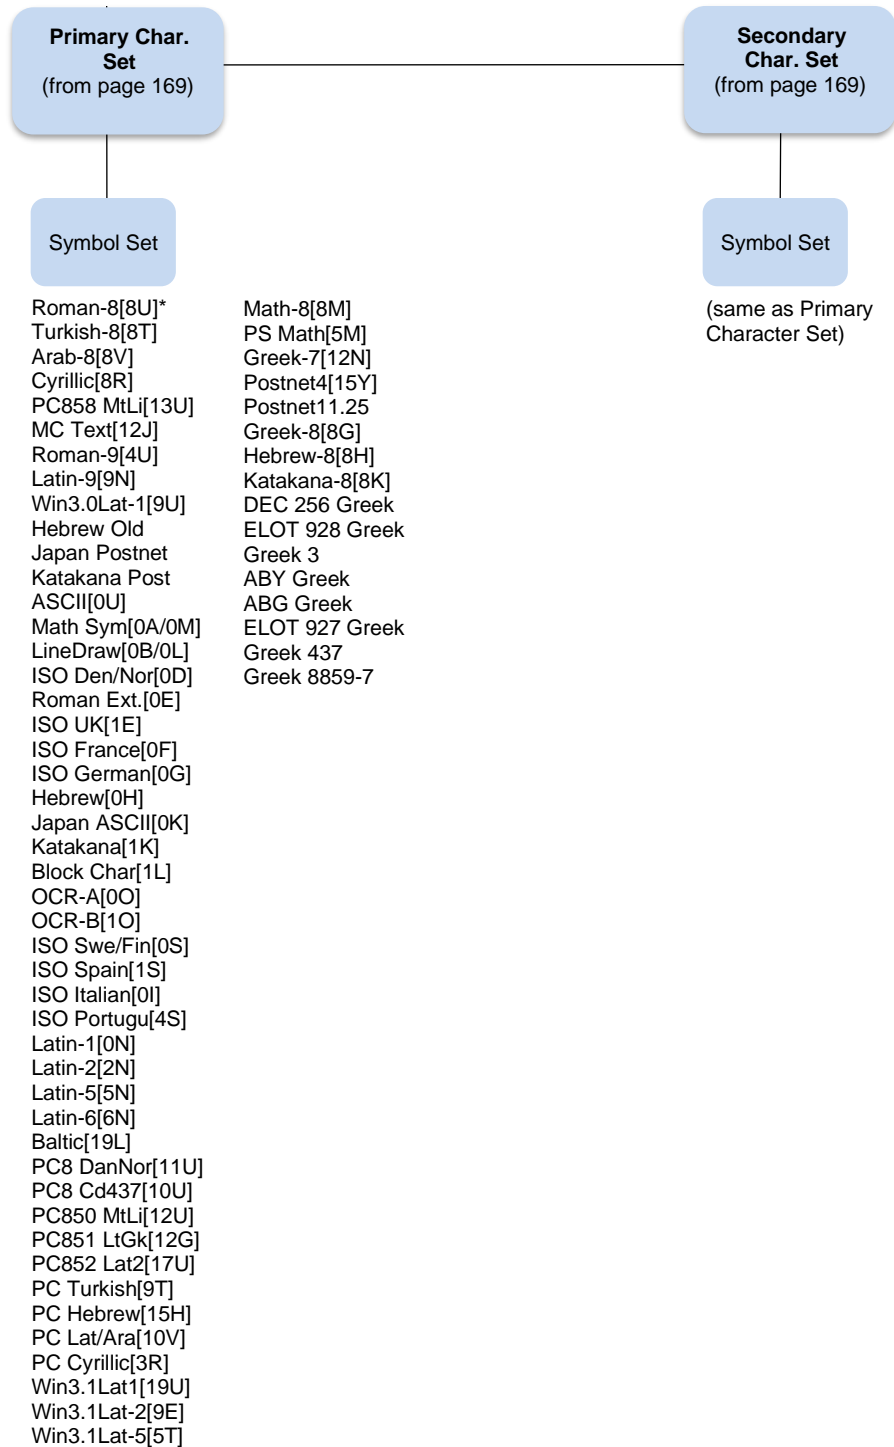 Primary Char.
Set
(from page 169)
Secondary
Char. Set
(from page 169)
Symbol Set
Symbol Set
Roman-8[8U]*
Turkish-8[8T]
Arab-8[8V]
Cyrillic[8R]
PC858 MtLi[13U]
MC Text[12J]
Roman-9[4U]
Latin-9[9N]
Win3.0Lat-1[9U]
Hebrew Old
Japan Postnet
Katakana Post
ASCII[0U]
Math Sym[0A/0M]
LineDraw[0B/0L]
ISO Den/Nor[0D]
Roman Ext.[0E]
ISO UK[1E]
ISO France[0F]
ISO German[0G]
Hebrew[0H]
Japan ASCII[0K]
Katakana[1K]
Block Char[1L]
OCR-A[0O]
OCR-B[1O]
ISO Swe/Fin[0S]
ISO Spain[1S]
ISO Italian[0I]
ISO Portugu[4S]
Latin-1[0N]
Latin-2[2N]
Latin-5[5N]
Latin-6[6N]
Baltic[19L]
PC8 DanNor[11U]
PC8 Cd437[10U]
PC850 MtLi[12U]
PC851 LtGk[12G]
PC852 Lat2[17U]
PC Turkish[9T]
PC Hebrew[15H]
PC Lat/Ara[10V]
PC Cyrillic[3R]
Win3.1Lat1[19U]
Win3.1Lat-2[9E]
Win3.1Lat-5[5T]
Math-8[8M]
PS Math[5M]
Greek-7[12N]
Postnet4[15Y]
Postnet11.25
Greek-8[8G]
Hebrew-8[8H]
Katakana-8[8K]
DEC 256 Greek
ELOT 928 Greek
Greek 3
ABY Greek
ABG Greek
ELOT 927 Greek
Greek 437
Greek 8859-7
(same as Primary
Character Set)